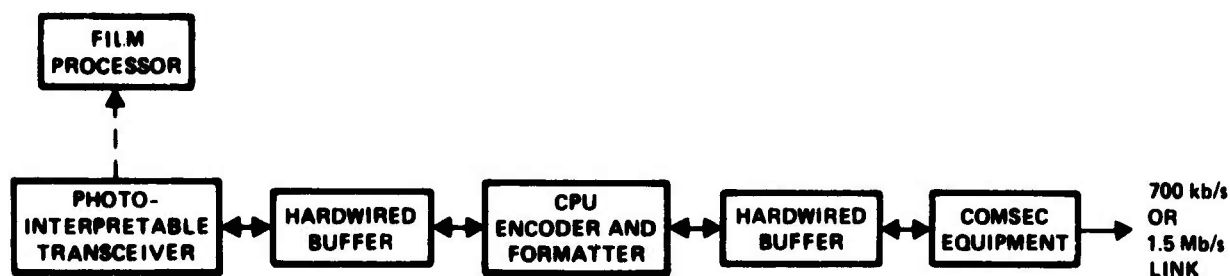 FILM
PROCESSOR
PHOTO-
INTERPRETABLE
TRANSCEIVER
HARDWIRED
BUFFER
CPU
ENCODER AND
FORMATTER
HARDWIRED
BUFFER
COMSEC
EQUIPMENT
700 kb/s
OR
1.5 Mb/s
LINK